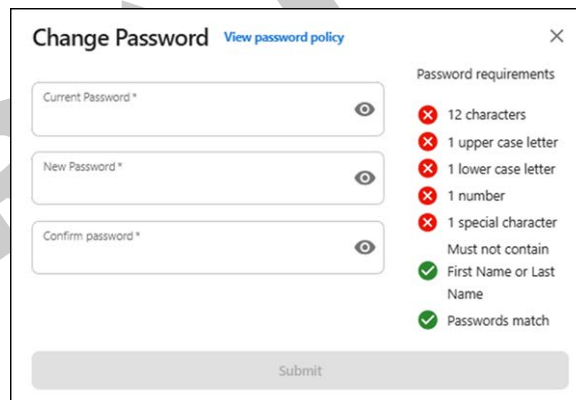 Change Password View password policy
Password requirements
Current Password *
12 characters
1 upper case letter
New Password *
1 lower case letter
1 number
1 special character
Confirm password *
Must not contain
First Name or Last
Name
Passwords match
Submit